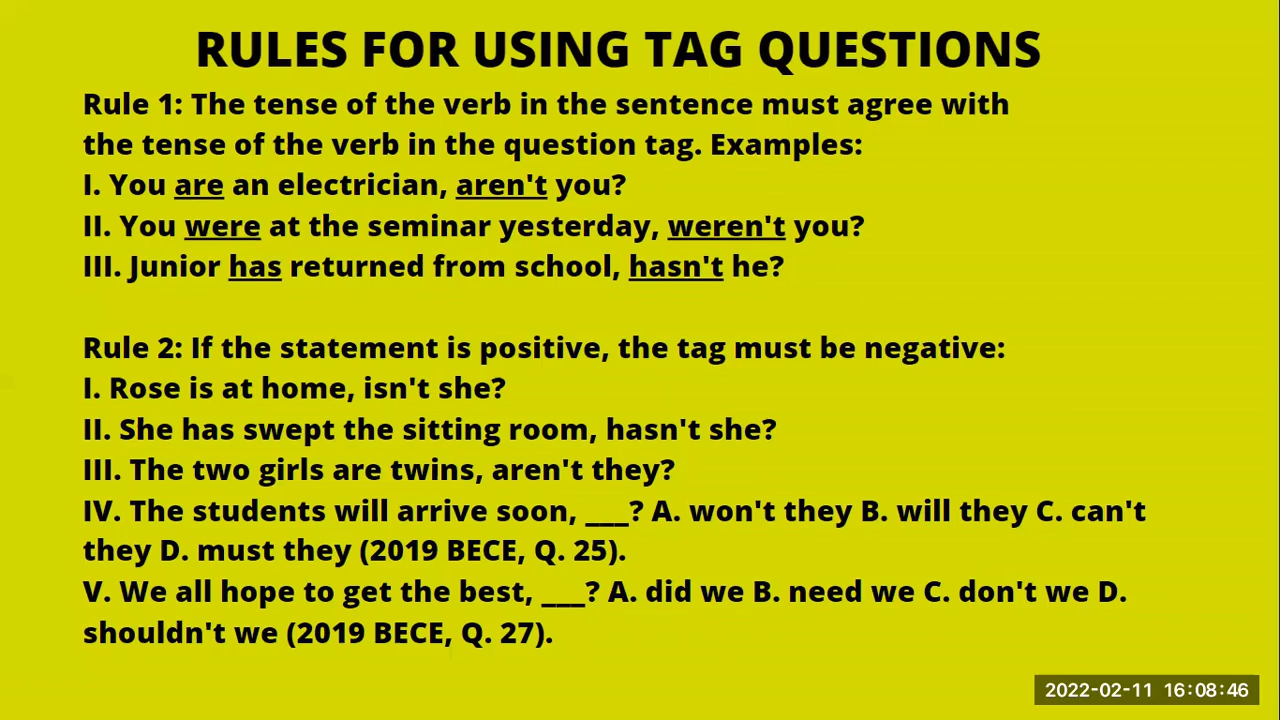 RULES FOR USING TAG QUESTIONS
Rule 1: The tense of the verb in the sentence must agree with
the tense of the verb in the question tag. Examples:
I. You are an electrician, aren't you?
II. You were at the seminar yesterday, weren't you?
III. Junior has returned from school, hasn't he?
Rule 2: If the statement is positive, the tag must be negative:
I. Rose is at home, isn't she?
II. She has swept the sitting room, hasn't she?
III. The two girls are twins, aren't they?
IV. The students will arrive soon, ___? A. won't they B. will they C. can't
they D. must they (2019 BECE, Q. 25).
V. We all hope to get the best, ___? A. did we B. need we C. don't we D.
shouldn't we (2019 BECE, Q. 27).
2022-02-11 16:08:46